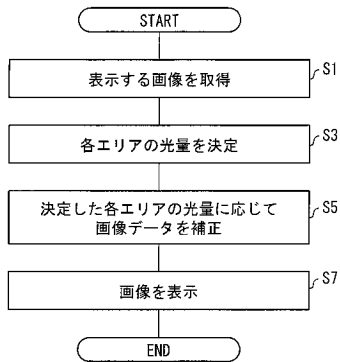 START
表示する画像を取得
S1
各エリアの光量を決定
S3
決定した各エリアの光量に応じて
画像データを補正
S5
画像を表示
S7
END